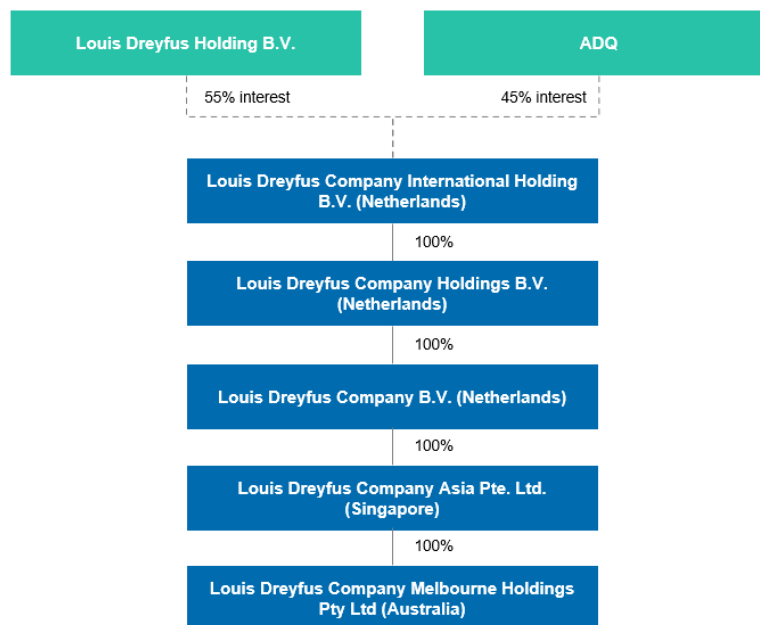 Louis Dreyfus Holding B.V.
ADQ
55% interest
45% interest
Louis Dreyfus Company International Holding
B.V. (Netherlands)
100%
Louis Dreyfus Company Holdings B.V.
(Netherlands)
100%
Louis Dreyfus Company B.V. (Netherlands)
100%
Louis Dreyfus Company Asia Pte. Ltd.
(Singapore)
100%
Louis Dreyfus Company Melbourne Holdings
Pty Ltd (Australia)